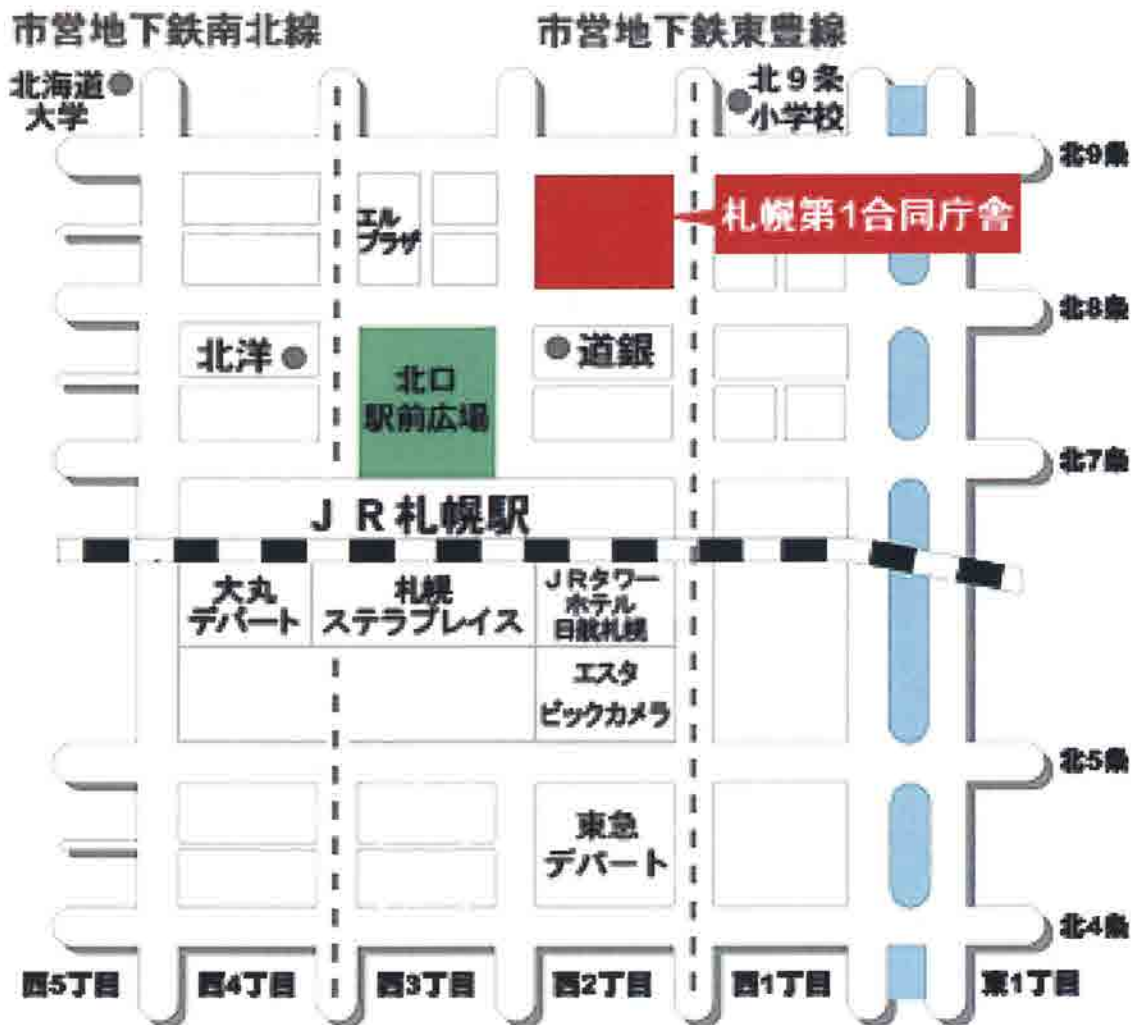 市営地下鉄南北線
市営地下鉄東豊線
北海道
大学
北9条
小学校
北9条
エル
プラザ
札幌第1合同庁舎
北8条
北洋
道銀
北口
駅前広場
北7条
JR札幌駅
大丸
デパート
札幌
ステラプレイス
JRタワー
ホテル
日航札幌
エスタ
ビックカメラ
北5条
東急
デパート
北4条
西5丁目
西4丁目
西3丁目
西2丁目
西1丁目
東1丁目